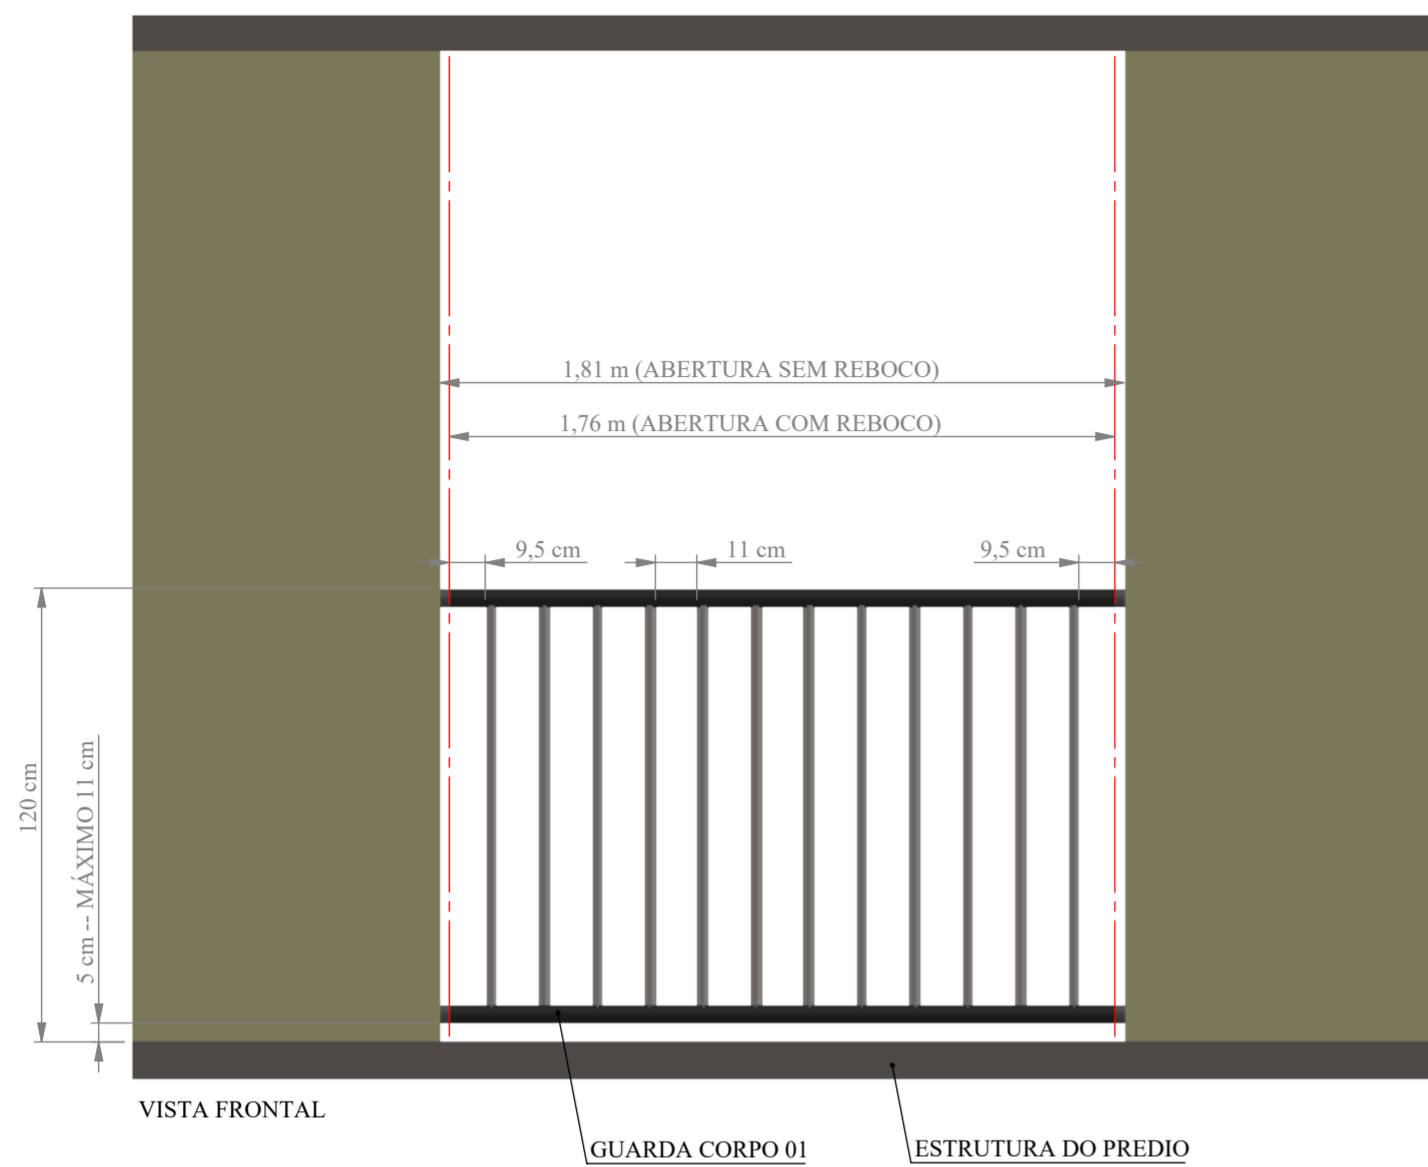 1,81 m (ABERTURA SEM REBOCO)
1,76 m (ABERTURA COM REBOCO)
9,5 cm
11 cm
9,5 cm
120 cm
5 cm -- MÁXIMO 11 cm
VISTA FRONTAL
GUARDA CORPO 01
ESTRUTURA DO PREDIO